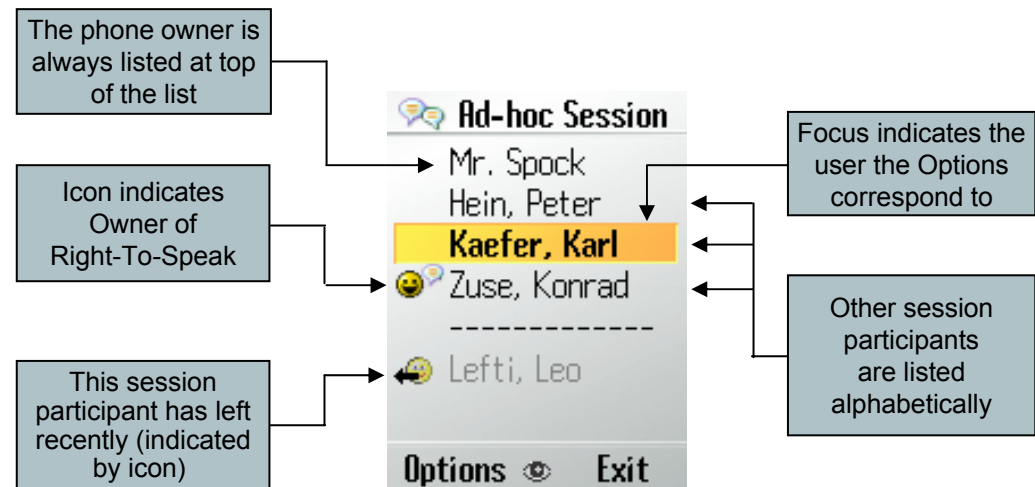 The phone owner is
always listed at top
of the list
Icon indicates
Owner of
Right-To-Speak
This session
participant has left
recently (indicated
by icon)
Ad-hoc Session
Mr. Spock
Hein, Peter
Kaefer, Karl
Zuse, Konrad
-------------
Lefti, Leo
Options Exit
Focus indicates the
user the Options
correspond to
Other session
participants
are listed
alphabetically